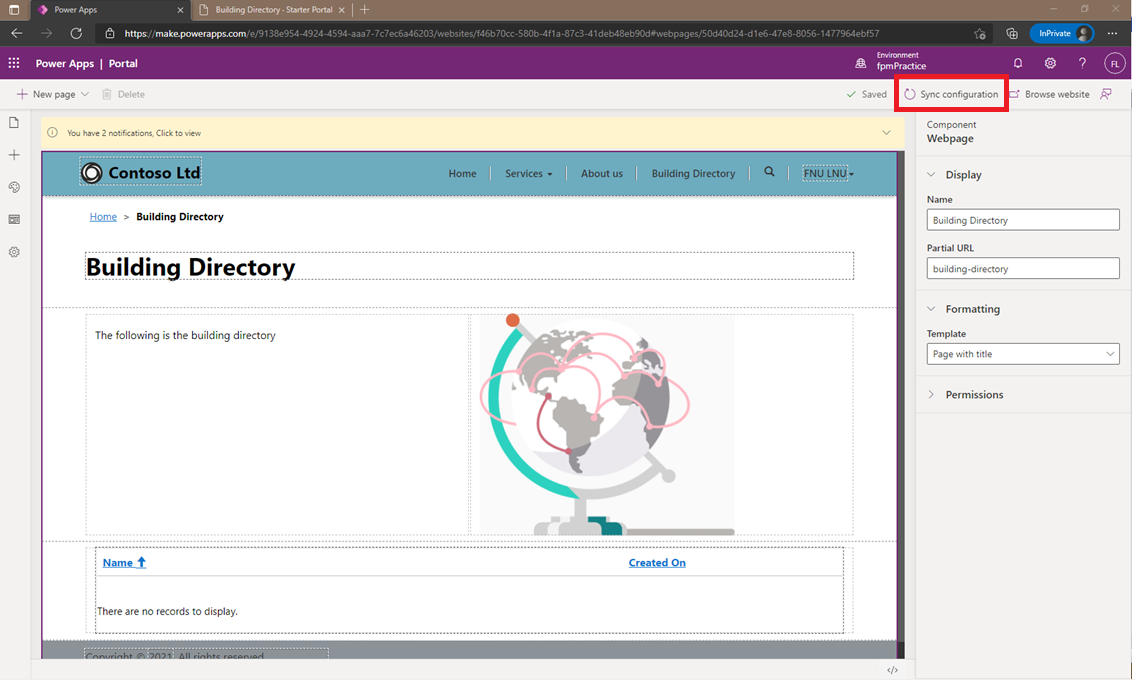 Power Apps
Building Directory - Starter Portal
https://make.powerapps.com/e/9138e954-4924-4594-aaa7-7c7ec6a46203/websites/f46b70cc-580b-4f1a-87c3-41deb48eb90d#webpages/50d40d24-d1e6-47e8-8056-1477964ebf57
InPrivate
Power Apps | Portal
Environment
fpmPractice
? FL
+ New page Delete
Saved Sync configuration Browse website
You have 2 notifications, Click to view
Component
Webpage
Contoso Ltd
Home Services About us Building Directory FNU LNU
Home > Building Directory
Building Directory
The following is the building directory
Name Created On
There are no records to display.
Copyright © 2021. All rights reserved.
</>
Display
Name
Building Directory
Partial URL
building-directory
Formatting
Template
Page with title
Permissions